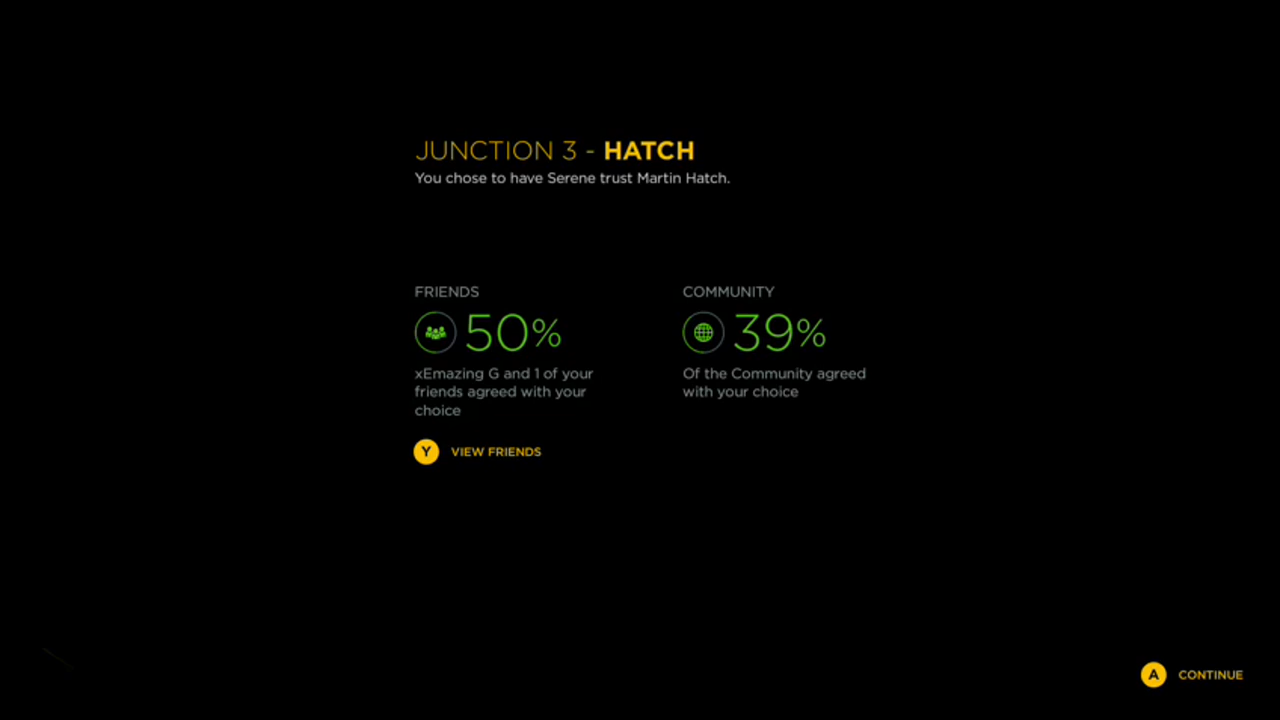 JUNCTION 3 - HATCH
You chose to have Serene trust Martin Hatch.
FRIENDS
50%
xEmazing G and 1 of your
friends agreed with your
choice
Y VIEW FRIENDS
COMMUNITY
39%
Of the Community agreed
with your choice
A CONTINUE